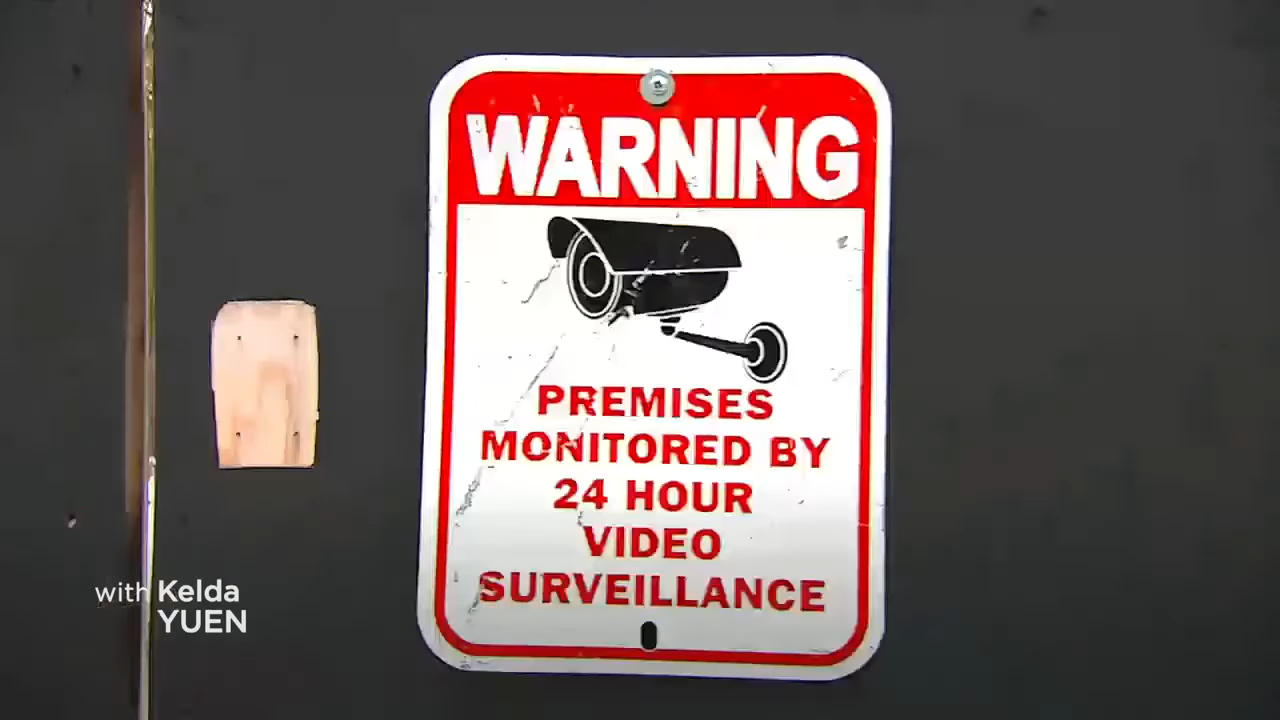 WARNING
PREMISES
MONITORED BY
24 HOUR
VIDEO
SURVEILLANCE
with Kelda
YUEN